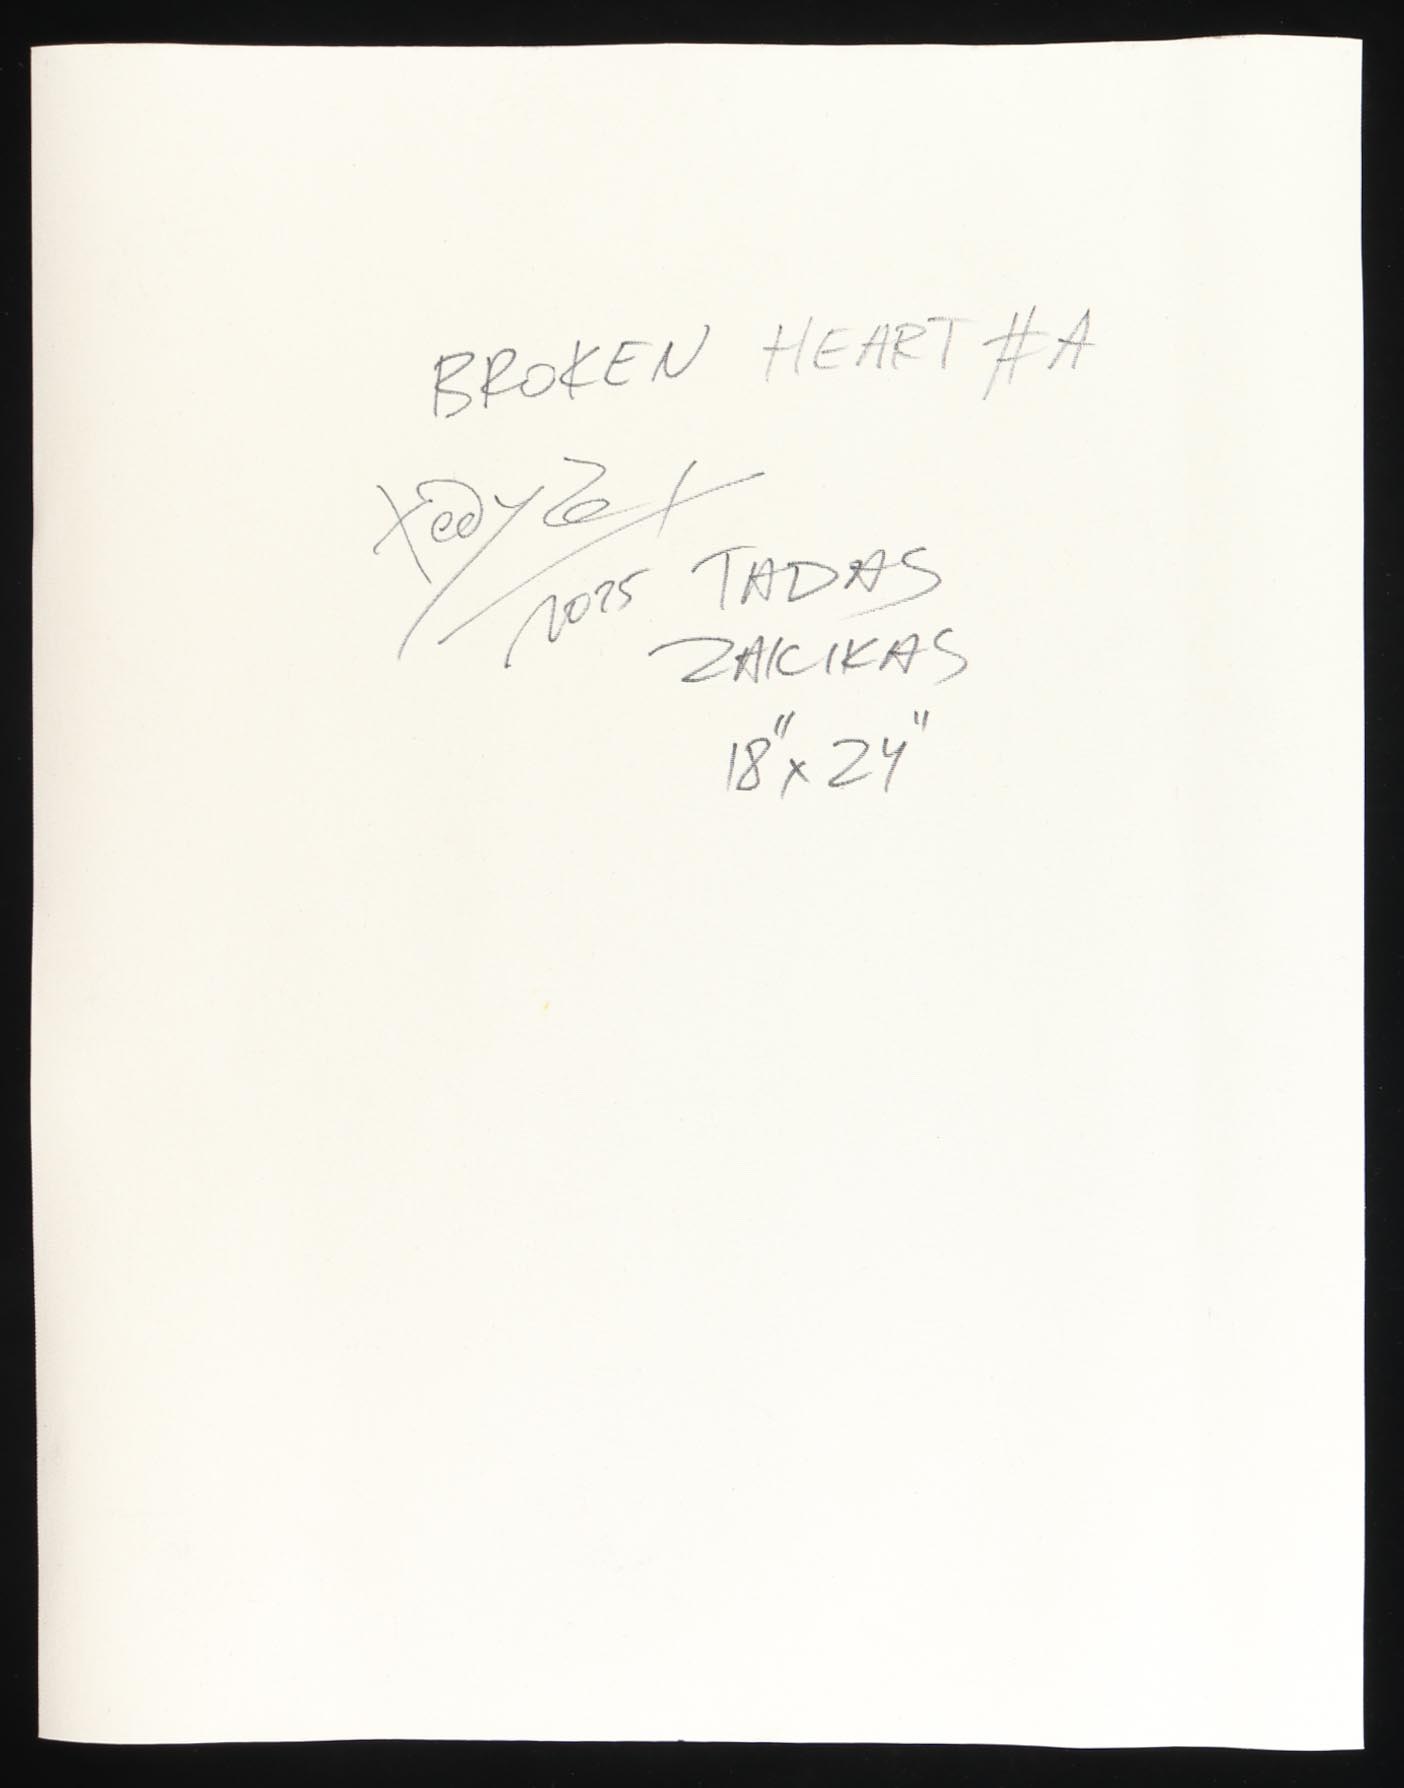 BROKEN HEART #A
2025 TADAS
ZAICIKAS
18" x 24"